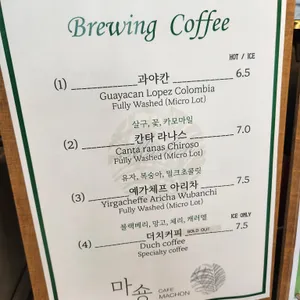 Brewing Coffee
HOT / ICE
(1) 과야칸 6.5
Guayacan Lopez Colombia
Fully Washed (Micro Lot)
살구, 꽃, 카모마일
(2) 칸타 라나스 7.0
Canta ranas Chiroso
Fully Washed (Micro Lot)
유자, 복숭아, 밀크초콜릿
(3) 예가체프 아리차 7.5
Yirgacheffe Aricha Wubanchi
Fully Washed (Micro Lot)
블랙베리, 망고, 체리, 캐러멜
ICE ONLY
(4) 더치커피 SOLD OUT 7.5
Duch coffee
Specialty coffee
마숑
CAFE
MACHON